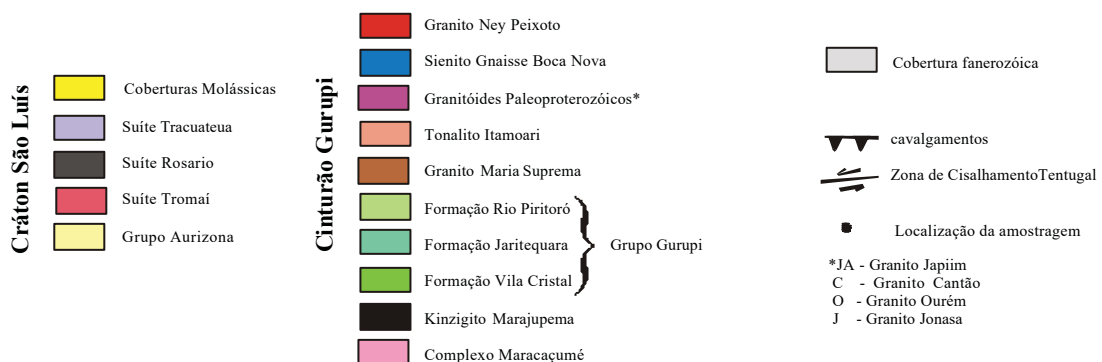 Cráton São Luís
Coberturas Molássicas
Suíte Tracuateua
Suíte Rosario
Suíte Tromaí
Grupo Aurizona
Cinturão Gurupi
Granito Ney Peixoto
Sienito Gnaisse Boca Nova
Granitóides Paleoproterozóicos*
Tonalito Itamoari
Granito Maria Suprema
Formação Rio Piritoró
Formação Jaritequara
Formação Vila Cristal
Grupo Gurupi
Kinzigito Marajupema
Complexo Maracaçumé
Cobertura fanerozóica
cavalgamentos
Zona de CisalhamentoTentugal
Localização da amostragem
*JA - Granito Japiim
C - Granito Cantão
O - Granito Ourém
J - Granito Jonasa